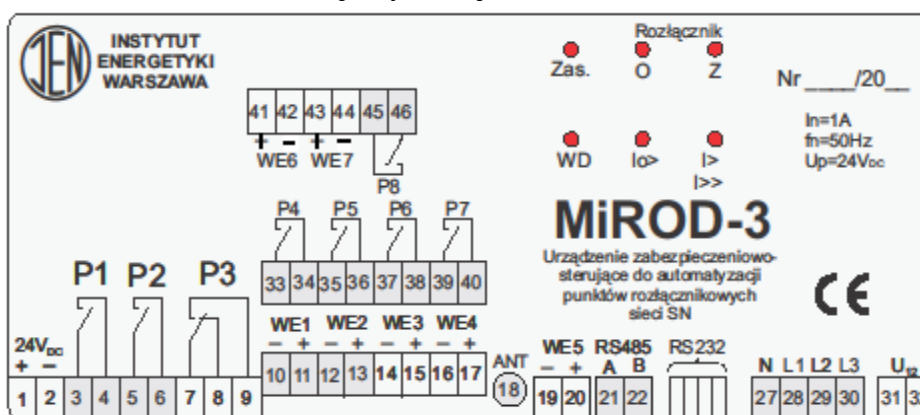 JEN
INSTYTUT
ENERGETYKI
WARSZAWA
Rozłącznik
Zas. O Z
Nr ____/20__
In=1A
fn=50Hz
Up=24VDC
WD Io> I>
I>>
41 42 43 44 45 46
+ - + -
WE6 WE7
P8
P4 P5 P6 P7
33 34 35 36 37 38 39 40
MiROD-3
Urządzenie zabezpieczeniowo-
sterujące do automatyzacji
punktów rozłącznikowych
sieci SN
CE
P1 P2 P3
24VDC
+ -
1 2 3 4 5 6 7 8 9
WE1 WE2 WE3 WE4
- + - + - + - +
10 11 12 13 14 15 16 17
ANT
18
WE5 RS485 RS232
- + A B
19 20 21 22
N L1 L2 L3 U12
27 28 29 30 31